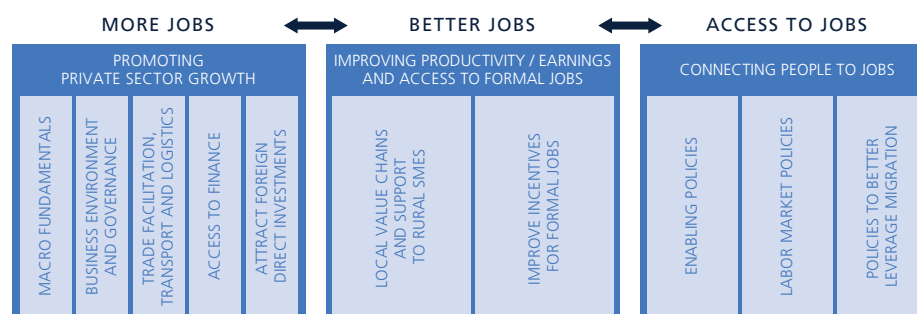 MORE JOBS
BETTER JOBS
ACCESS TO JOBS
PROMOTING
PRIVATE SECTOR GROWTH
IMPROVING PRODUCTIVITY / EARNINGS
AND ACCESS TO FORMAL JOBS
CONNECTING PEOPLE TO JOBS
MACRO FUNDAMENTALS
BUSINESS ENVIRONMENT
AND GOVERNANCE
TRADE FACILITATION,
TRANSPORT AND LOGISTICS
ACCESS TO FINANCE
ATTRACT FOREIGN
DIRECT INVESTMENTS
LOCAL VALUE CHAINS
AND SUPPORT
TO RURAL SMES
IMPROVE INCENTIVES
FOR FORMAL JOBS
ENABLING POLICIES
LABOR MARKET POLICIES
POLICIES TO BETTER
LEVERAGE MIGRATION